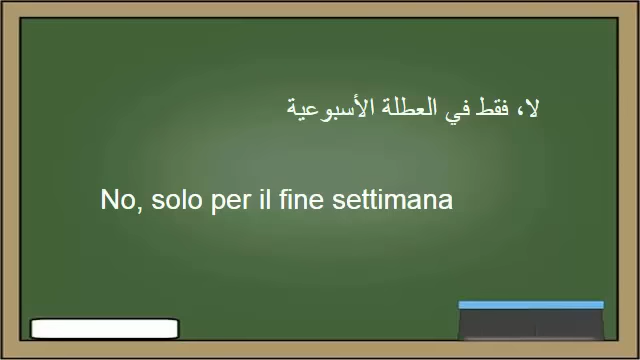 لا، فقط في العطلة الأسبوعية
No, solo per il fine settimana